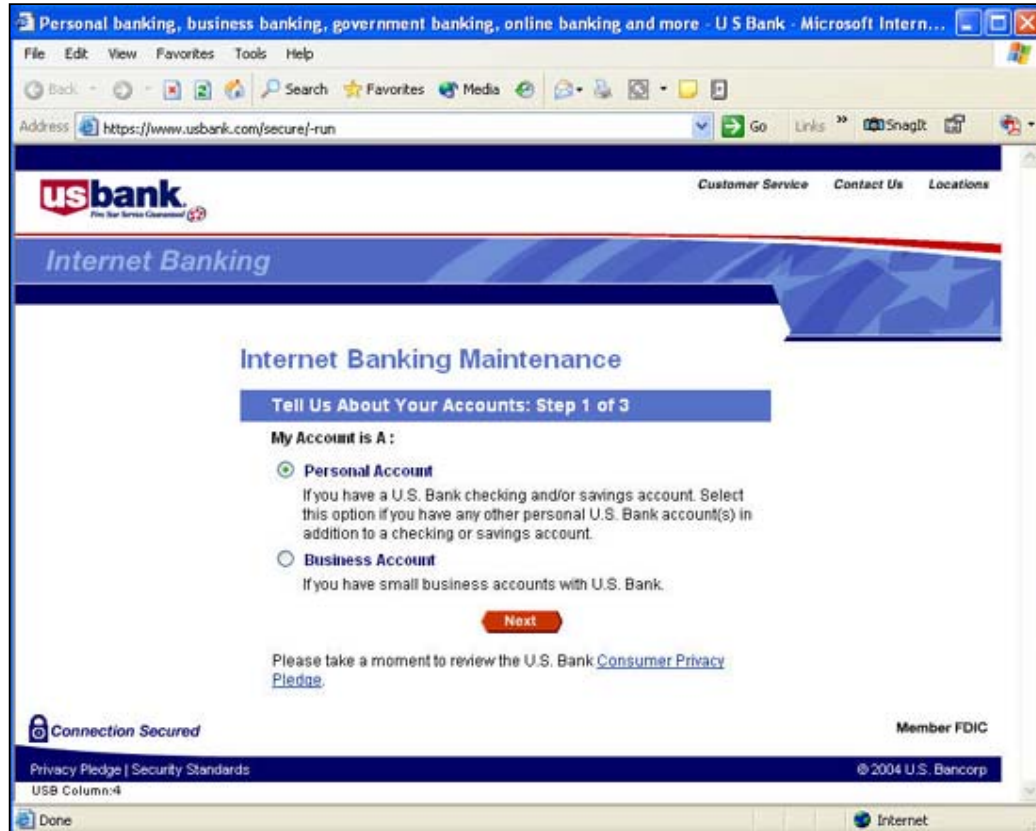 Personal banking, business banking, government banking, online banking and more - U S Bank - Microsoft Intern...
File Edit View Favorites Tools Help
Back Search Favorites Media
Address https://www.usbank.com/secure/-run Go Links » SnagIt
usbank.
Five Star Service Guaranteed
Customer Service Contact Us Locations
Internet Banking
Internet Banking Maintenance
Tell Us About Your Accounts: Step 1 of 3
My Account is A :
Personal Account
If you have a U.S. Bank checking and/or savings account. Select
this option if you have any other personal U.S. Bank account(s) in
addition to a checking or savings account.
Business Account
If you have small business accounts with U.S. Bank.
Next
Please take a moment to review the U.S. Bank Consumer Privacy
Pledge.
Connection Secured
Member FDIC
Privacy Pledge | Security Standards
© 2004 U.S. Bancorp
USB Column:4
Done Internet